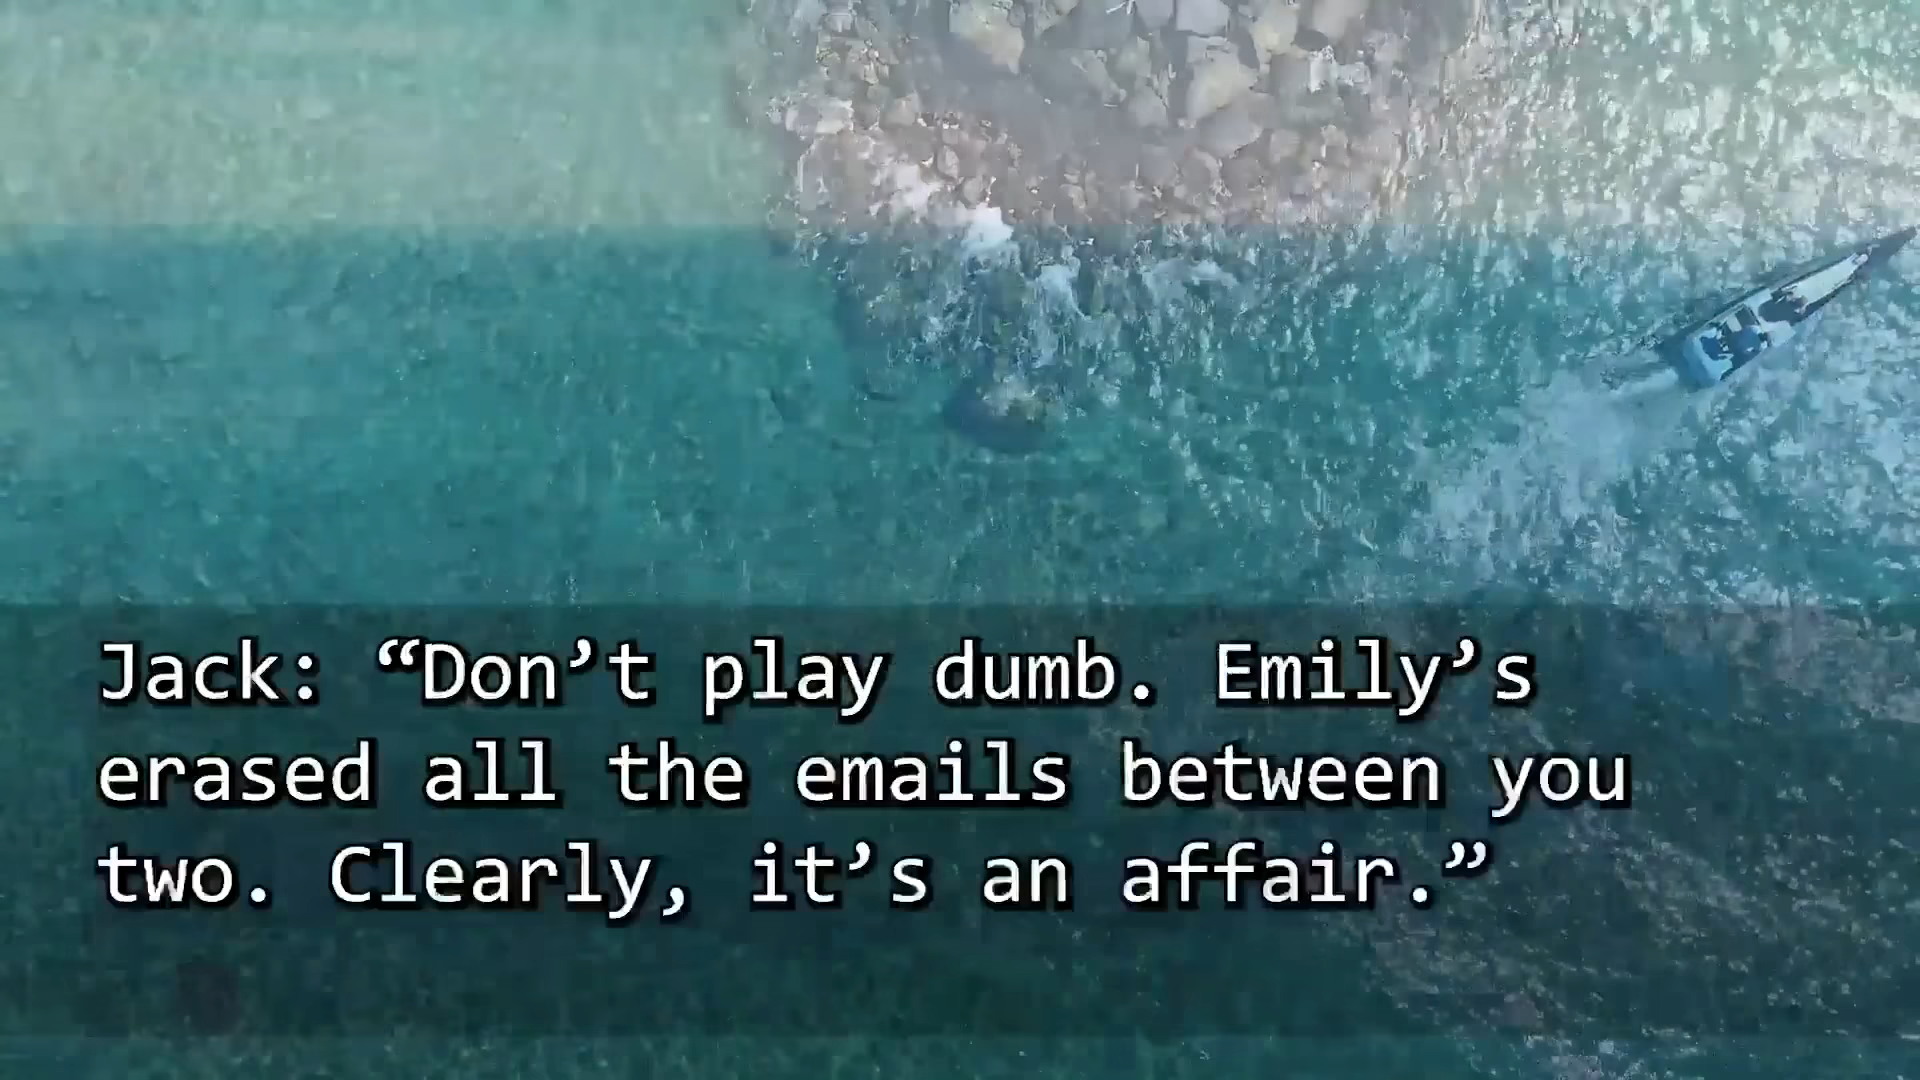 Jack: “Don’t play dumb. Emily’s
erased all the emails between you
two. Clearly, it’s an affair.”